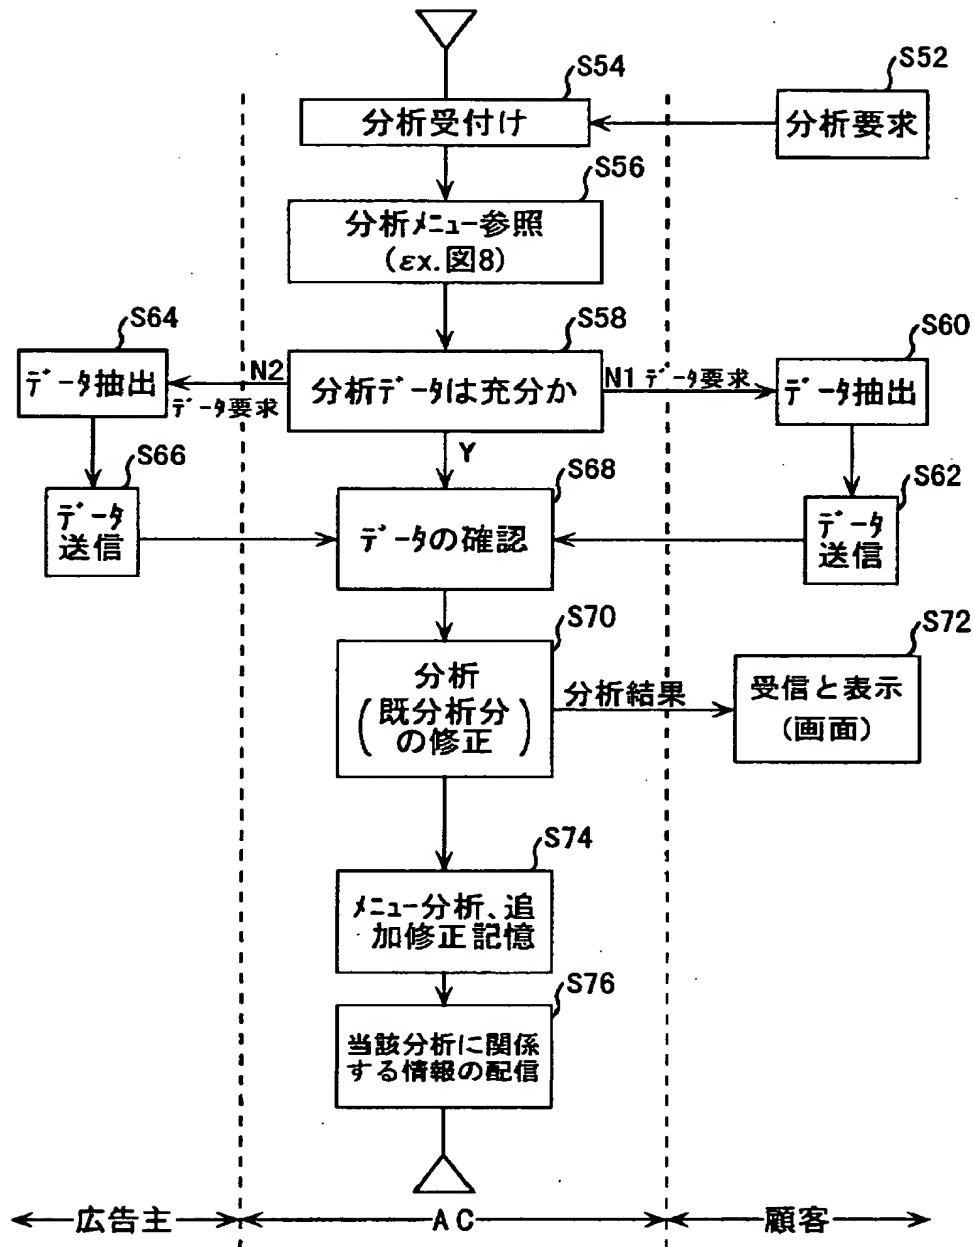 S54
S52
分析受付け
分析要求
S56
分析メニュー参照
(εx.図8)
S64
S58
S60
データ抽出
N2
データ要求
分析データは充分か
N1 データ要求
データ抽出
Y
S66
S68
S62
データ
送信
データの確認
データ
送信
S70
S72
分析
(既分析分
の修正)
分析結果
受信と表示
(画面)
S74
メニュー分析、追
加修正記憶
S76
当該分析に関係
する情報の配信
広告主
AC
顧客